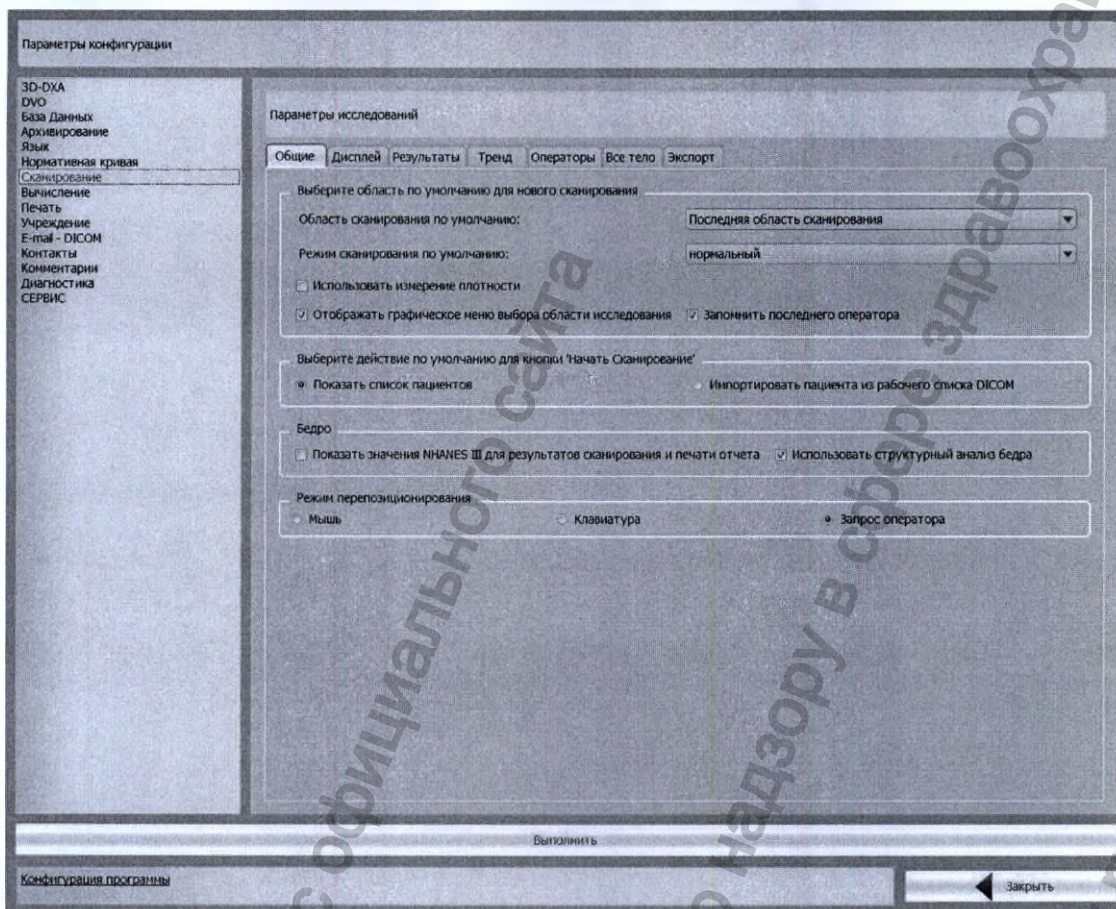 Параметры конфигурации
3D-DXA
DVO
База Данных
Архивирование
Язык
Нормативная кривая
Сканирование
Вычисление
Печать
Учреждение
E-mail - DICOM
Контакты
Комментарии
Диагностика
СЕРВИС
Параметры исследований
Общие Дисплей Результаты Тренд Операторы Все тело Экспорт
Выберите область по умолчанию для нового сканирования
Область сканирования по умолчанию: Последняя область сканирования
Режим сканирования по умолчанию: нормальный
Использовать измерение плотности
Отображать графическое меню выбора области исследования Запомнить последнего оператора
Выберите действие по умолчанию для кнопки 'Начать Сканирование'
Показать список пациентов Импортировать пациента из рабочего списка DICOM
Бедро
Показать значения NHANES III для результатов сканирования и печати отчета Использовать структурный анализ бедра
Режим перепозиционирования
Мышь Клавиатура Запрос оператора
Выполнить
Конфигурация программы
Закрыть
с официального сайта
о надзору в сфере здравоохра